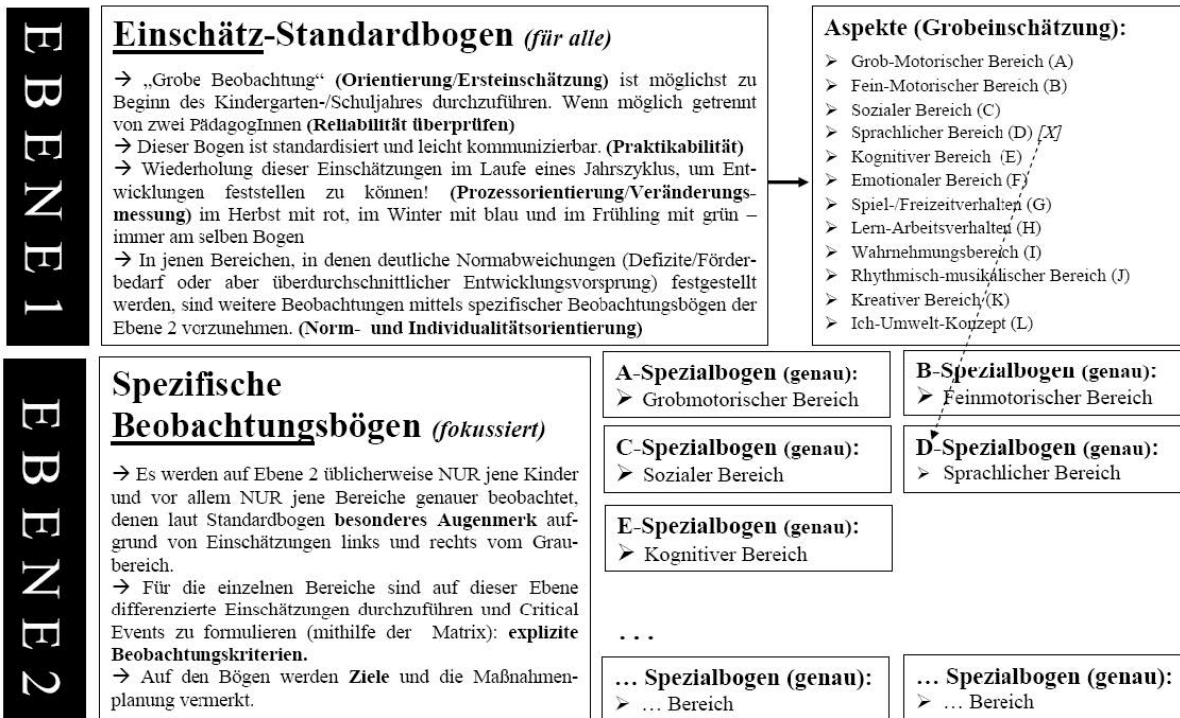 EBENE 1
Einschätz-Standardbogen (für alle)
→ „Grobe Beobachtung“ (Orientierung/Ersteinschätzung) ist möglichst zu
Beginn des Kindergarten-/Schuljahres durchzuführen. Wenn möglich getrennt
von zwei PädagogInnen (Reliabilität überprüfen)
→ Dieser Bogen ist standardisiert und leicht kommunizierbar. (Praktikabilität)
→ Wiederholung dieser Einschätzungen im Laufe eines Jahrszyklus, um Ent-
wicklungen feststellen zu können! (Prozessorientierung/Veränderungs-
messung) im Herbst mit rot, im Winter mit blau und im Frühling mit grün –
immer am selben Bogen
→ In jenen Bereichen, in denen deutliche Normabweichungen (Defizite/Förder-
bedarf oder aber überdurchschnittlicher Entwicklungsvorsprung) festgestellt
werden, sind weitere Beobachtungen mittels spezifischer Beobachtungsbögen der
Ebene 2 vorzunehmen. (Norm- und Individualitätsorientierung)
Aspekte (Grobeinschätzung):
➢ Grob-Motorischer Bereich (A)
➢ Fein-Motorischer Bereich (B)
➢ Sozialer Bereich (C)
➢ Sprachlicher Bereich (D) [X]
➢ Kognitiver Bereich (E)
➢ Emotionaler Bereich (F)
➢ Spiel-/Freizeitverhalten (G)
➢ Lern-Arbeitsverhalten (H)
➢ Wahrnehmungsbereich (I)
➢ Rhythmisch-musikalischer Bereich (J)
➢ Kreativer Bereich (K)
➢ Ich-Umwelt-Konzept (L)
EBENE 2
Spezifische
Beobachtungsbögen (fokussiert)
→ Es werden auf Ebene 2 üblicherweise NUR jene Kinder
und vor allem NUR jene Bereiche genauer beobachtet,
denen laut Standardbogen besonderes Augenmerk auf-
grund von Einschätzungen links und rechts vom Grau-
bereich.
→ Für die einzelnen Bereiche sind auf dieser Ebene
differenzierte Einschätzungen durchzuführen und Critical
Events zu formulieren (mithilfe der Matrix): explizite
Beobachtungskriterien.
→ Auf den Bögen werden Ziele und die Maßnahmen-
planung vermerkt.
A-Spezialbogen (genau):
➢ Grobmotorischer Bereich
B-Spezialbogen (genau):
➢ Feinmotorischer Bereich
C-Spezialbogen (genau):
➢ Sozialer Bereich
D-Spezialbogen (genau):
➢ Sprachlicher Bereich
E-Spezialbogen (genau):
➢ Kognitiver Bereich
...
... Spezialbogen (genau):
➢ ... Bereich
... Spezialbogen (genau):
➢ ... Bereich